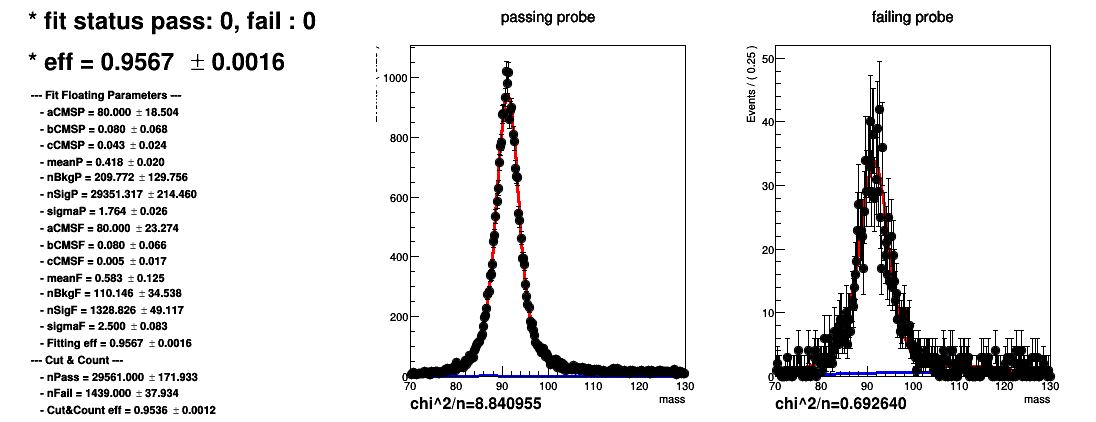 * fit status pass: 0, fail : 0
* eff = 0.9567 ± 0.0016
--- Fit Floating Parameters ---
- aCMSP = 80.000 ± 18.504
- bCMSP = 0.080 ± 0.068
- cCMSP = 0.043 ± 0.024
- meanP = 0.418 ± 0.020
- nBkgP = 209.772 ± 129.756
- nSigP = 29351.317 ± 214.460
- sigmaP = 1.764 ± 0.026
- aCMSF = 80.000 ± 23.274
- bCMSF = 0.080 ± 0.066
- cCMSF = 0.005 ± 0.017
- meanF = 0.583 ± 0.125
- nBkgF = 110.146 ± 34.538
- nSigF = 1328.826 ± 49.117
- sigmaF = 2.500 ± 0.083
- Fitting eff = 0.9567 ± 0.0016
--- Cut & Count ---
- nPass = 29561.000 ± 171.933
- nFail = 1439.000 ± 37.934
- Cut&Count eff = 0.9536 ± 0.0012
passing probe
1000
800
600
400
200
0
70 80 90 100 110 120 130
mass
chi^2/n=8.840955
failing probe
Events / ( 0.25 )
50
40
30
20
10
0
70 80 90 100 110 120 130
mass
chi^2/n=0.692640